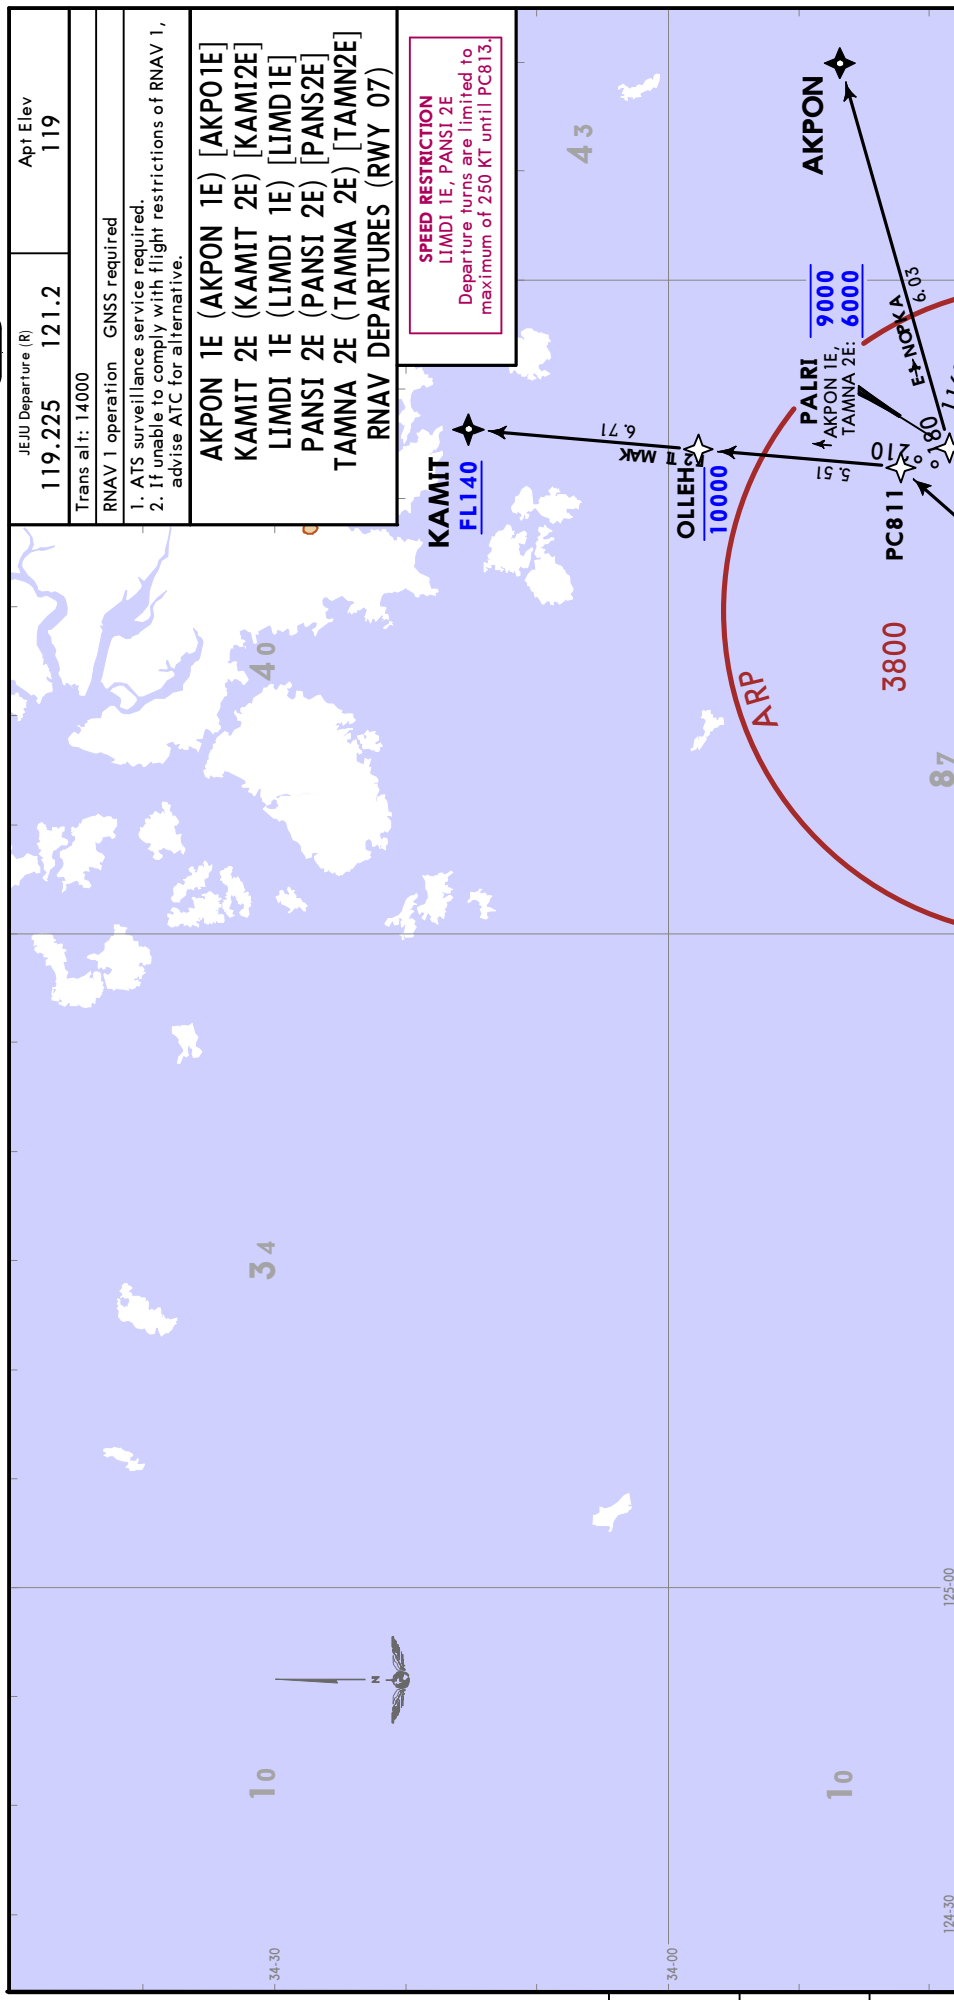 JEJU Departure (R)
119.225 121.2
Apt Elev
119
Trans alt: 14000
RNAV 1 operation GNSS required
1. ATS surveillance service required.
2. If unable to comply with flight restrictions of RNAV 1,
advise ATC for alternative.
AKPON 1E (AKPON 1E) [AKPO1E]
KAMIT 2E (KAMIT 2E) [KAMI2E]
LIMDI 1E (LIMDI 1E) [LIMD1E]
PANSI 2E (PANSI 2E) [PANS2E]
TAMNA 2E (TAMNA 2E) [TAMN2E]
RNAV DEPARTURES (RWY 07)
SPEED RESTRICTION
LIMDI 1E, PANSI 2E
Departure turns are limited to
maximum of 250 KT until PC813.
43
AKPON
KAMIT
FL140
6.71
OLLEH
10000
5.51
PC811
PALRI
AKPON 1E,
TAMNA 2E:
9000
6000
6.03
210
180
40
ARP
3800
87
34
N
10
10
34-30
34-00
125-00
124-30